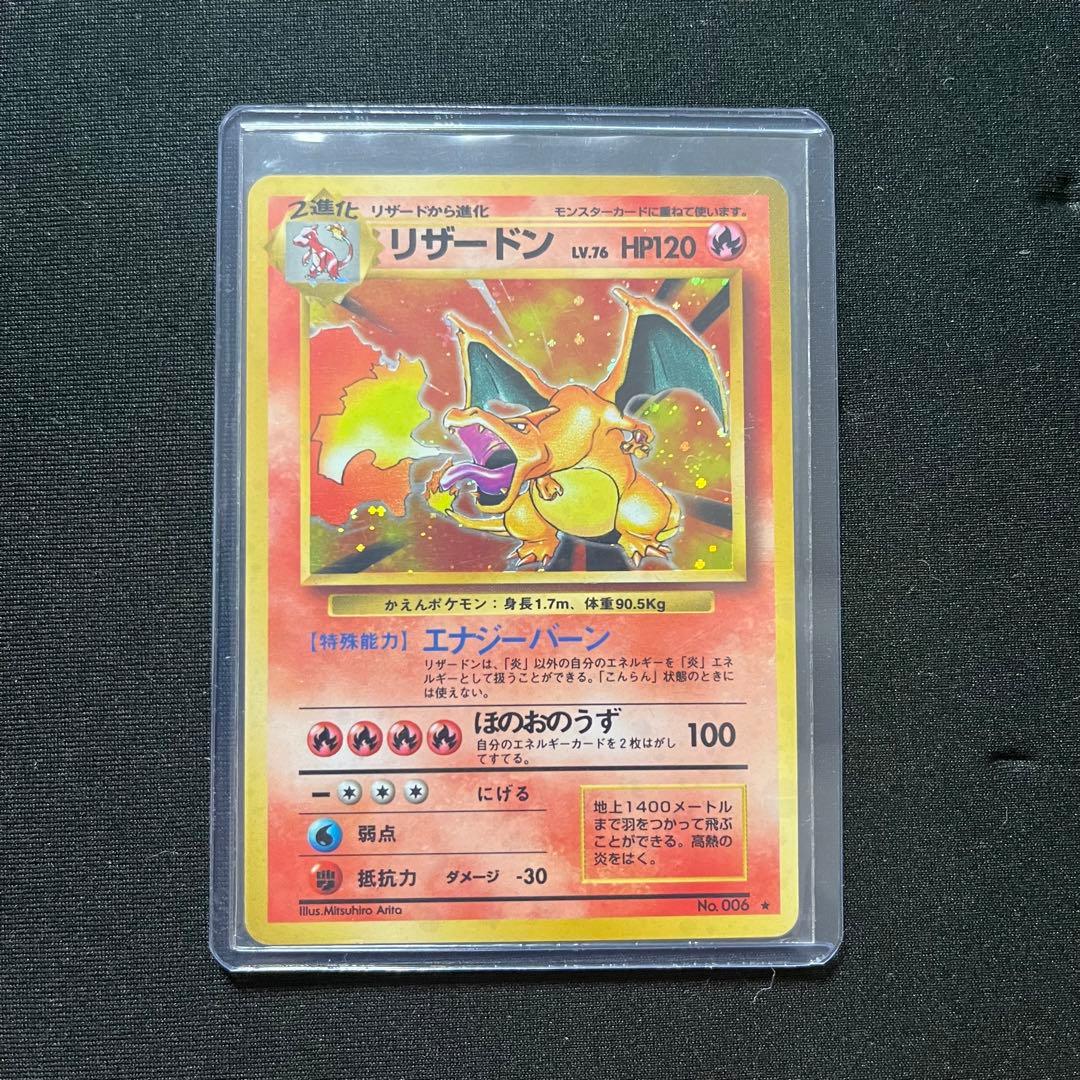 2進化 リザードから進化 モンスターカードに重ねて使います。
リザードン LV.76 HP120
かえんポケモン：身長1.7m、体重90.5Kg
【特殊能力】エナジーバーン
リザードンは、「炎」以外の自分のエネルギーを「炎」エネ
ルギーとして扱うことができる。「こんらん」状態のときに
は使えない。
ほのおのうず 100
自分のエネルギーカードを2枚はがし
てすてる。
ー にげる
弱点
抵抗力 ダメージ -30
地上1400メートル
まで羽をつかって飛ぶ
ことができる。高熱の
炎をはく。
Illus.Mitsuhiro Arita No. 006 ★